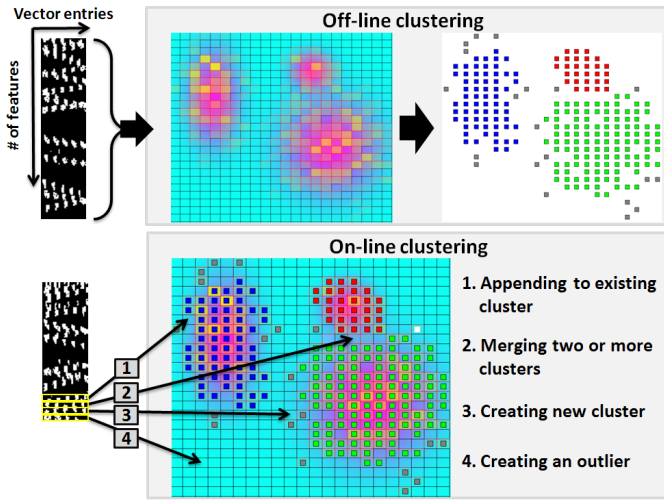 Vector entries
Off-line clustering
# of features
On-line clustering
1. Appending to existing
cluster
2. Merging two or more
clusters
3. Creating new cluster
4. Creating an outlier
1
2
3
4